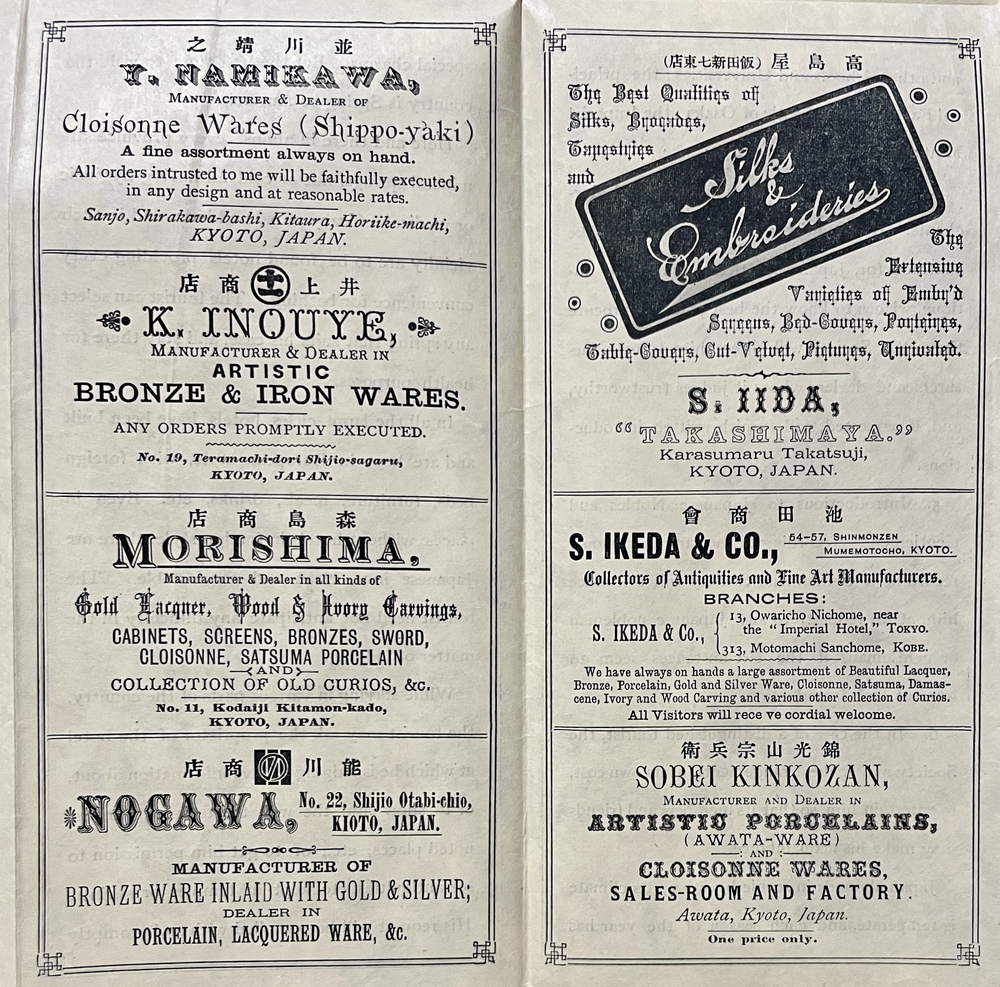 並川靖之
Y. NAMIKAWA,
MANUFACTURER & DEALER OF
Cloisonne Wares (Shippo-yaki)
A fine assortment always on hand.
All orders intrusted to me will be faithfully executed,
in any design and at reasonable rates.
Sanjo, Shirakawa-bashi, Kitaura, Horiike-machi,
KYOTO, JAPAN.
井上 土 商店
K. INOUYE,
MANUFACTURER & DEALER IN
ARTISTIC
BRONZE & IRON WARES.
ANY ORDERS PROMPTLY EXECUTED.
No. 19, Teramachi-dori Shijio-sagaru,
KYOTO, JAPAN.
森島商店
MORISHIMA,
Manufacturer & Dealer in all kinds of
Gold Lacquer, Wood & Ivory Carvings,
CABINETS, SCREENS, BRONZES, SWORD,
CLOISONNE, SATSUMA PORCELAIN
AND
COLLECTION OF OLD CURIOS, &c.
No. 11, Kodaiji Kitamon-kado,
KYOTO, JAPAN.
能川商店
NOGAWA,
No. 22, Shijio Otabi-chio,
KIOTO, JAPAN.
MANUFACTURER OF
BRONZE WARE INLAID WITH GOLD & SILVER;
DEALER IN
PORCELAIN, LACQUERED WARE, &c.
高島屋 (飯田新七東店)
The Best Qualities of
Silks, Brocades,
Tapestries
and
Silks
&
Embroideries
The
Extensive
Varieties of Emby'd
Screens, Bed-Covers, Porteires,
Table-Covers, Cut-Velvet, Pictures, Unrivaled.
S. IIDA,
"TAKASHIMAYA."
Karasumaru Takatsuji,
KYOTO, JAPAN.
池田商會
S. IKEDA & CO.,
54-57, SHINMONZEN
MUMEMOTOCHO, KYOTO.
Collectors of Antiquities and Fine Art Manufacturers.
BRANCHES:
S. IKEDA & Co.,
13, Owaricho Nichome, near
the "Imperial Hotel," TOKYO.
313, Motomachi Sanchome, KOBE.
We have always on hands a large assortment of Beautiful Lacquer,
Bronze, Porcelain, Gold and Silver Ware, Cloisonne, Satsuma, Damas-
cene, Ivory and Wood Carving and various other collection of Curios.
All Visitors will rece ve cordial welcome.
錦光山宗兵衛
SOBEI KINKOZAN,
MANUFACTURER AND DEALER IN
ARTISTIC PORCELAINS,
(AWATA-WARE)
AND
CLOISONNE WARES,
SALES-ROOM AND FACTORY.
Awata, Kyoto, Japan.
One price only.